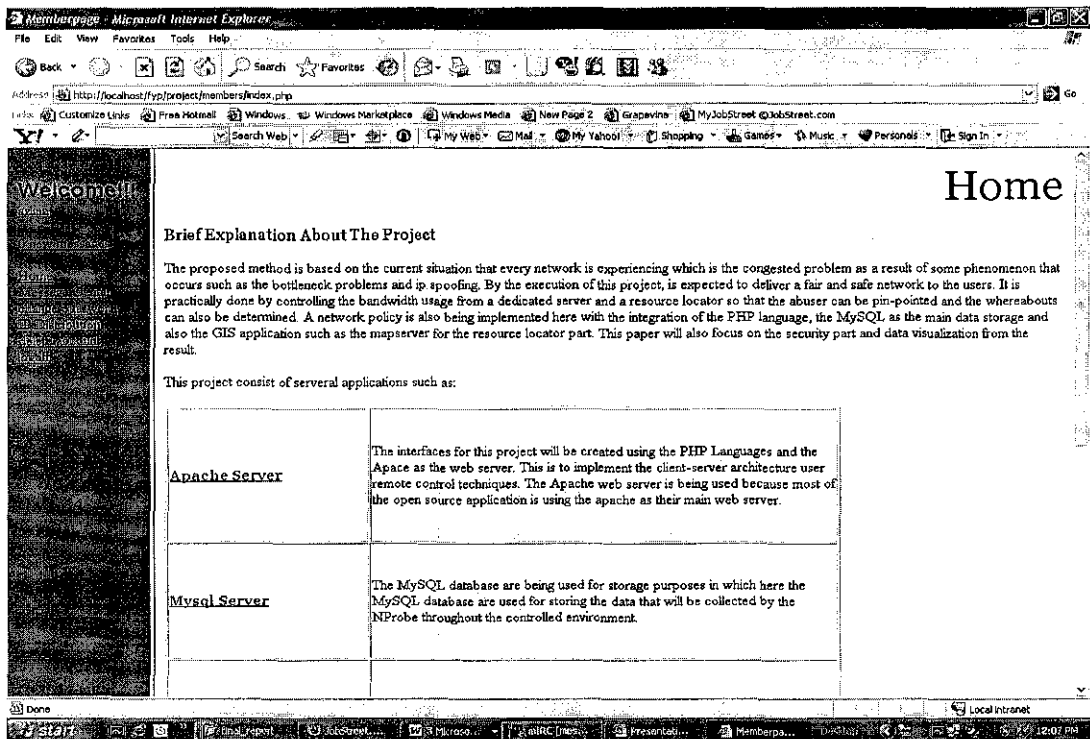 Memberpage - Microsoft Internet Explorer
File Edit View Favorites Tools Help
Back Search Favorites
Address http://localhost/fyp/project/members/index.php Go
Links Customize Links Free Hotmail Windows Windows Marketplace Windows Media New Page 2 Grapevine MyJobStreet @JobStreet.com
Y! Search Web My Web Mail My Yahoo! Shopping Games Music Personals Sign In
Welcome!!!
Home
Brief Explanation About The Project
The proposed method is based on the current situation that every network is experiencing which is the congested problem as a result of some phenomenon that
occurs such as the bottleneck problems and ip spoofing. By the execution of this project, is expected to deliver a fair and safe network to the users. It is
practically done by controlling the bandwidth usage from a dedicated server and a resource locator so that the abuser can be pin-pointed and the whereabouts
can also be determined. A network policy is also being implemented here with the integration of the PHP language, the MySQL as the main data storage and
also the GIS application such as the mapserver for the resource locator part. This paper will also focus on the security part and data visualization from the
result.
This project consist of serveral applications such as:
Apache Server
The interfaces for this project will be created using the PHP Languages and the
Apace as the web server. This is to implement the client-server architecture user
remote control techniques. The Apache web server is being used because most of
the open source application is using the apache as their main web server.
Mysql Server
The MySQL database are being used for storage purposes in which here the
MySQL database are used for storing the data that will be collected by the
NProbe throughout the controlled environment.
Done Local intranet
start final_report JobStreet.... 3 Microso... mIRC [mos... Presentati... Memberpa... 12:07 PM